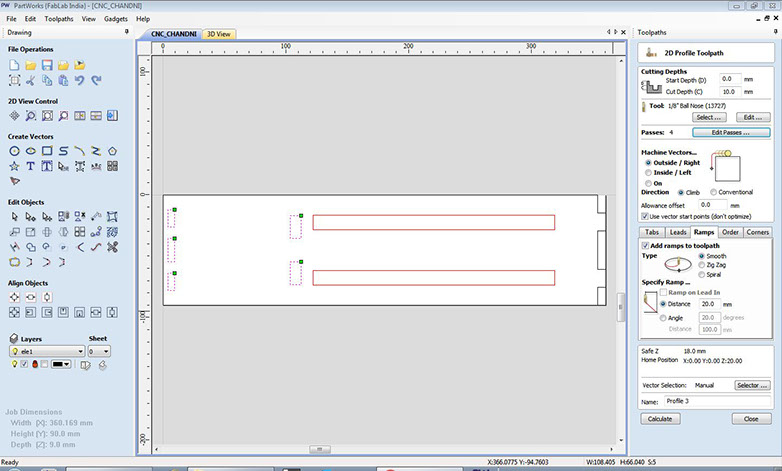 PW PartWorks (FabLab India) - [CNC_CHANDNI]
File Edit Toolpaths View Gadgets Help
Drawing
File Operations
2D View Control
Create Vectors
Edit Objects
Align Objects
Layers Sheet
ele1 0
Job Dimensions
Width [X]: 360.169 mm
Height [Y]: 90.0 mm
Depth [Z]: 9.0 mm
CNC_CHANDNI 3D View
0 100 200 300
100
0
-100
-200
Toolpaths
2D Profile Toolpath
Cutting Depths
Start Depth (D) 0.0 mm
Cut Depth (C) 10.0 mm
Tool: 1/8" Ball Nose (13727)
Select ... Edit ...
Passes: 4 Edit Passes ...
Machine Vectors...
Outside / Right
Inside / Left
On
Direction Climb Conventional
Allowance offset 0.0 mm
Use vector start points (don't optimize)
Tabs Leads Ramps Order Corners
Add ramps to toolpath
Type Smooth
Zig Zag
Spiral
Specify Ramp ...
Ramp on Lead In
Distance 20.0 mm
Angle 20.0 degrees
Distance 100.0 mm
Safe Z 18.0 mm
Home Position X:0.00 Y:0.00 Z:20.00
Vector Selection: Manual Selector ...
Name: Profile 3
Calculate Close
Ready X:366.0775 Y:-94.7603 W:108.405 H:66.040 S:5